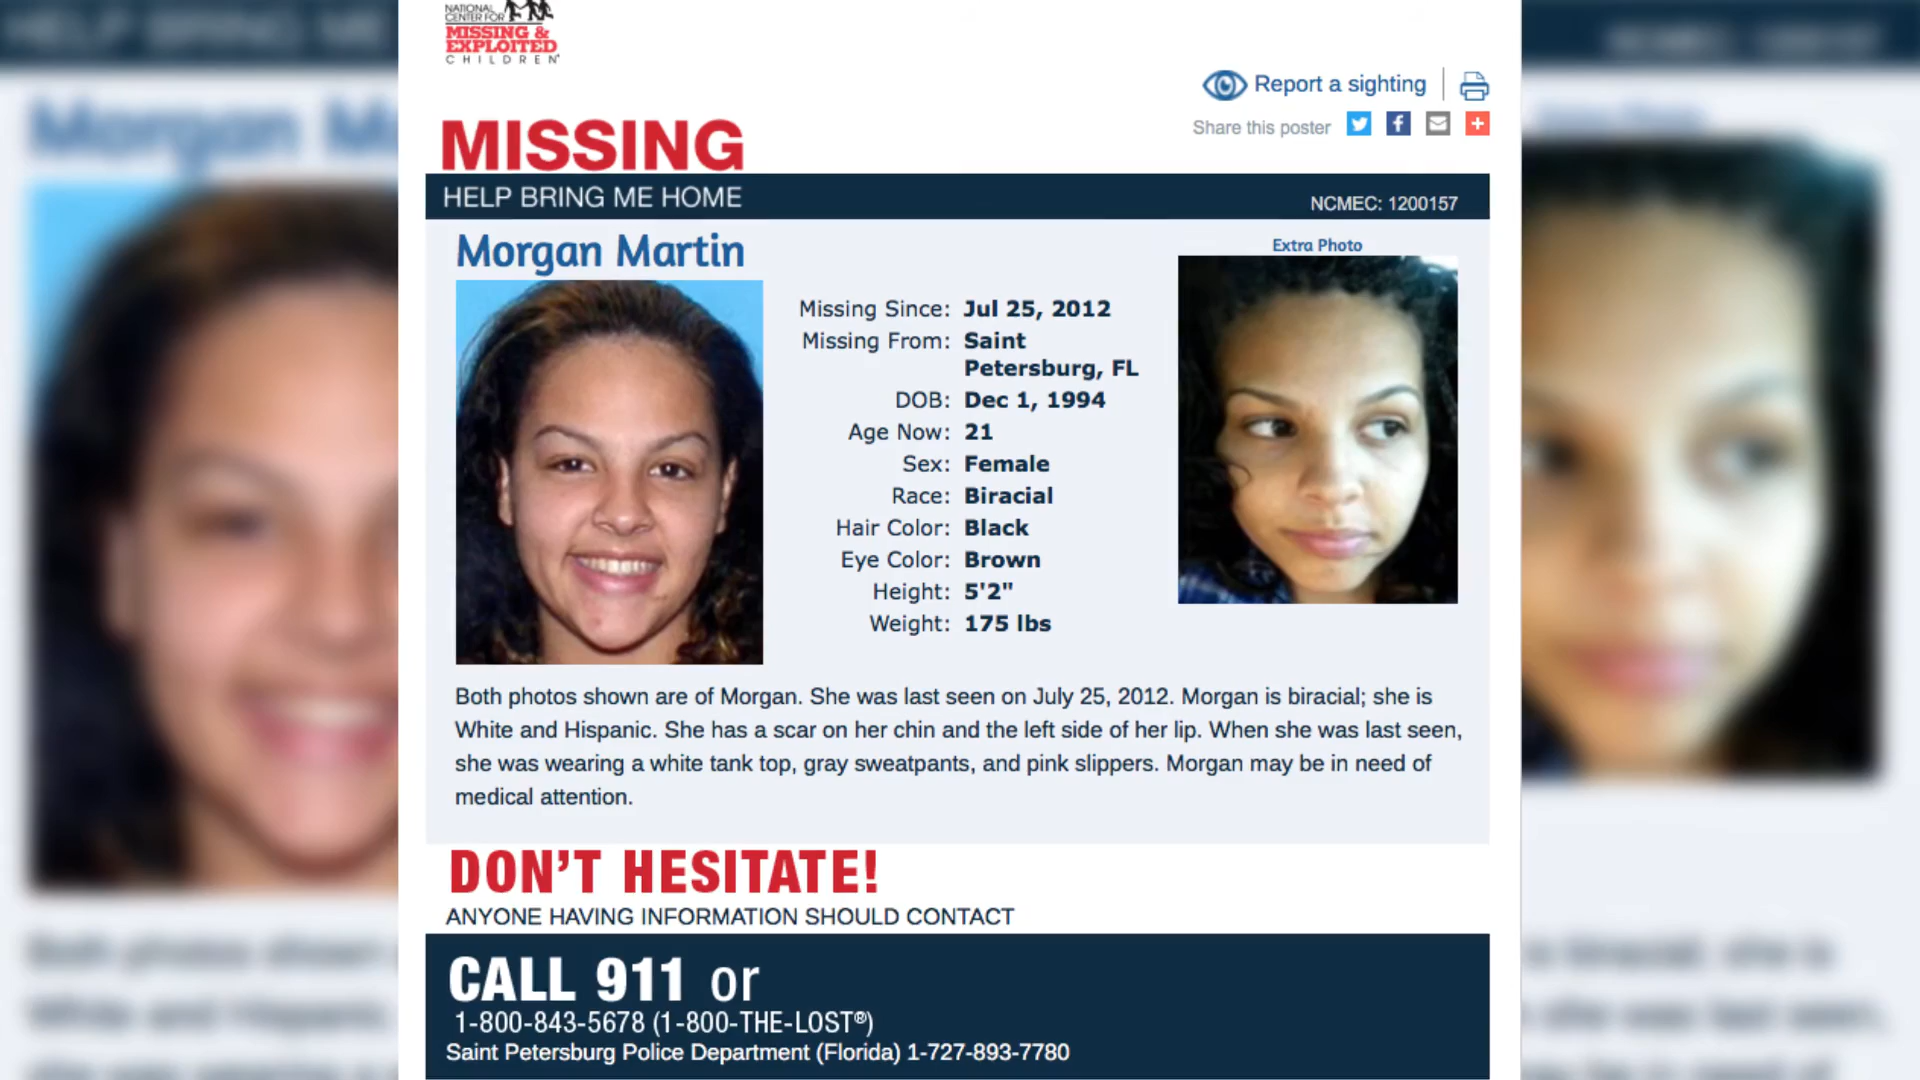 HELP BRING ME
NATIONAL
CENTER FOR
MISSING &
EXPLOITED
CHILDREN®
Report a sighting
Share this poster
MISSING
HELP BRING ME HOME
NCMEC: 1200157
Morgan Martin
Extra Photo
Missing Since: Jul 25, 2012
Missing From: Saint
Petersburg, FL
DOB: Dec 1, 1994
Age Now: 21
Sex: Female
Race: Biracial
Hair Color: Black
Eye Color: Brown
Height: 5'2"
Weight: 175 lbs
Both photos shown are of Morgan. She was last seen on July 25, 2012. Morgan is biracial; she is
White and Hispanic. She has a scar on her chin and the left side of her lip. When she was last seen,
she was wearing a white tank top, gray sweatpants, and pink slippers. Morgan may be in need of
medical attention.
DON'T HESITATE!
ANYONE HAVING INFORMATION SHOULD CONTACT
CALL 911 or
1-800-843-5678 (1-800-THE-LOST®)
Saint Petersburg Police Department (Florida) 1-727-893-7780